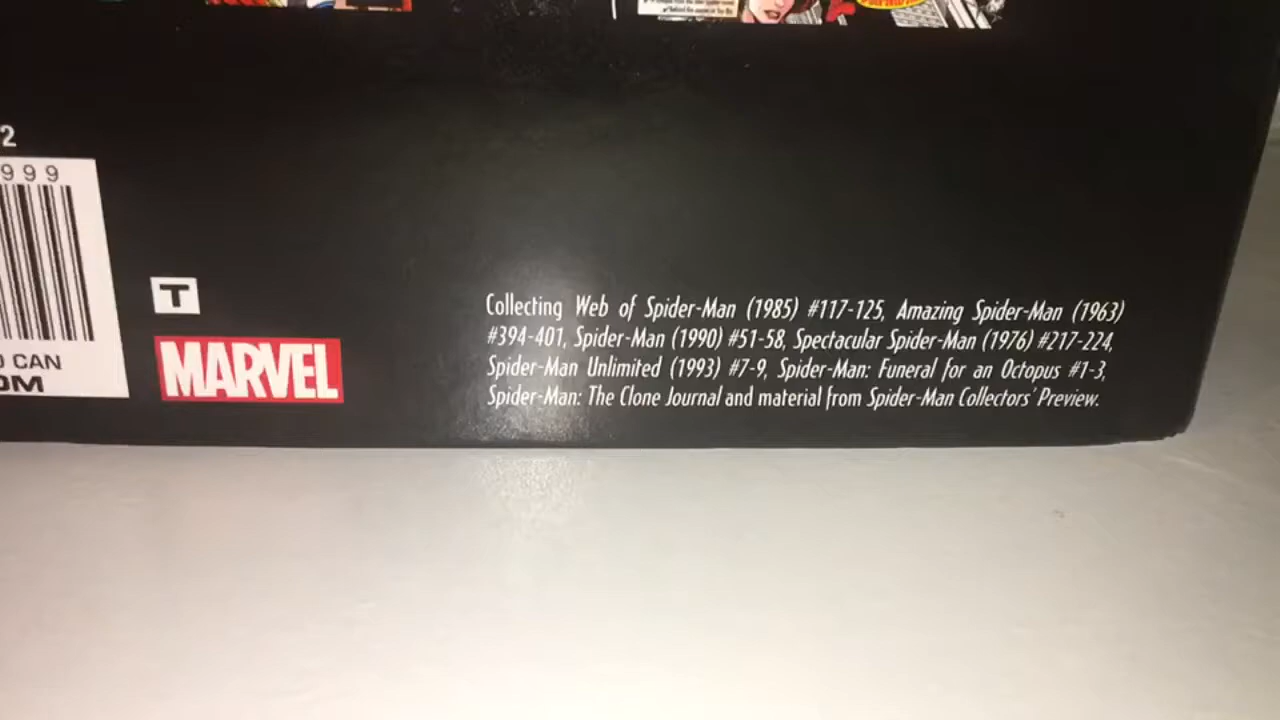 2
999
CAN
OM
T
MARVEL
Collecting Web of Spider-Man (1985) #117-125, Amazing Spider-Man (1963)
#394-401, Spider-Man (1990) #51-58, Spectacular Spider-Man (1976) #217-224,
Spider-Man Unlimited (1993) #7-9, Spider-Man: Funeral for an Octopus #1-3,
Spider-Man: The Clone Journal and material from Spider-Man Collectors' Preview.